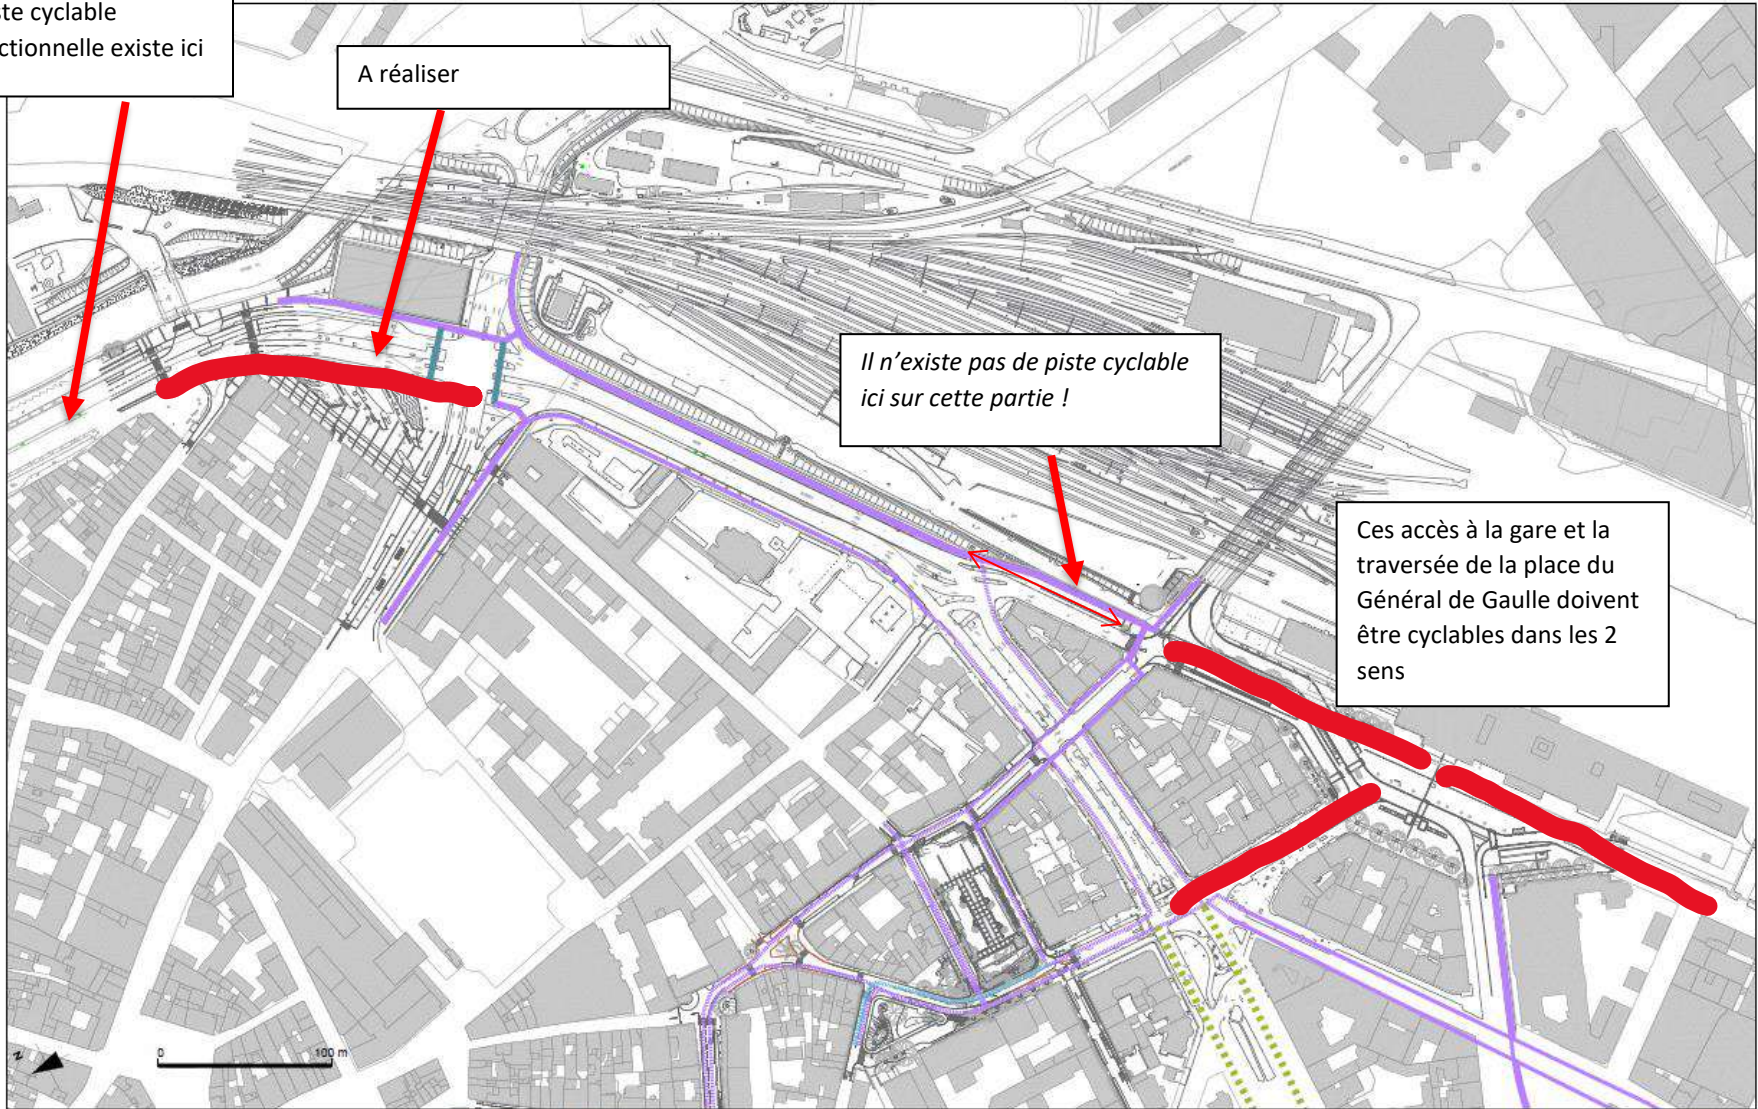 ste cyclable
ctionnelle existe ici
A réaliser
Il n’existe pas de piste cyclable
ici sur cette partie !
Ces accès à la gare et la
traversée de la place du
Général de Gaulle doivent
être cyclables dans les 2
sens
N
0 100 m